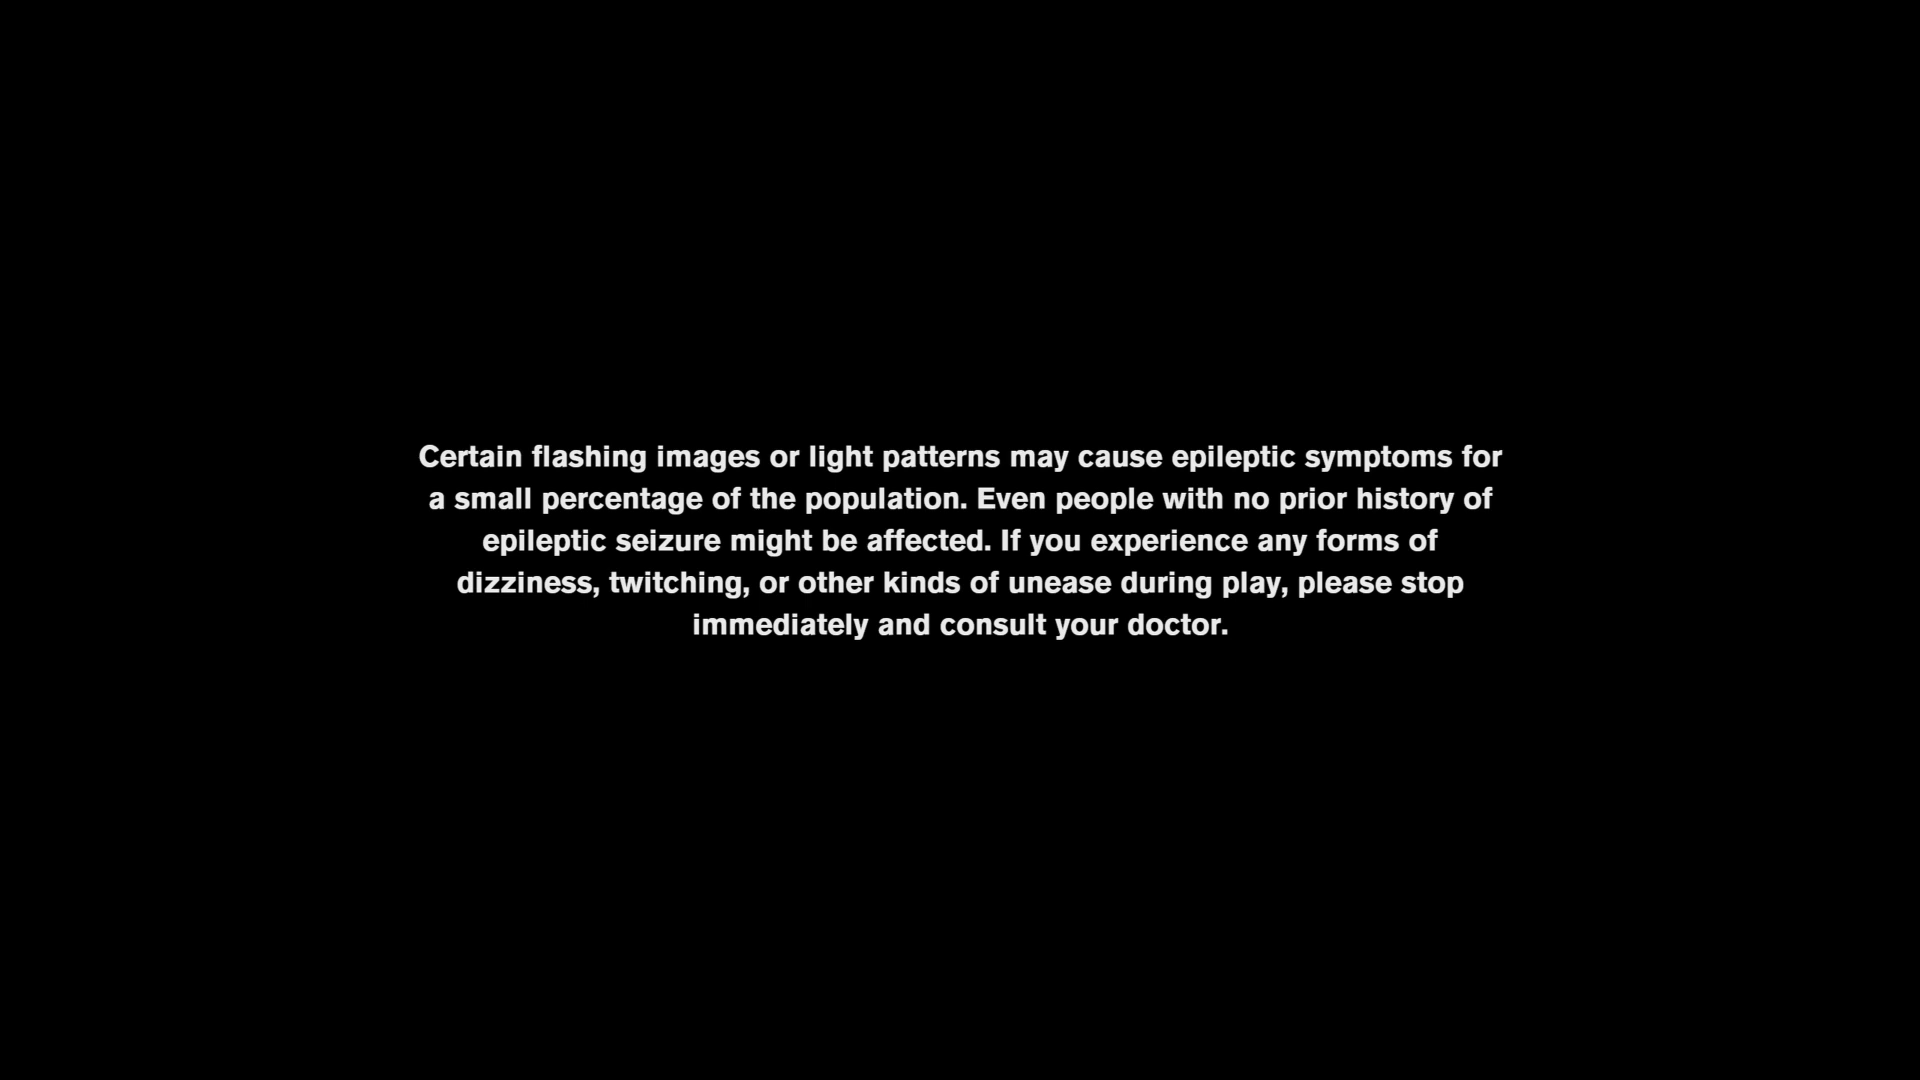 Certain flashing images or light patterns may cause epileptic symptoms for
a small percentage of the population. Even people with no prior history of
epileptic seizure might be affected. If you experience any forms of
dizziness, twitching, or other kinds of unease during play, please stop
immediately and consult your doctor.